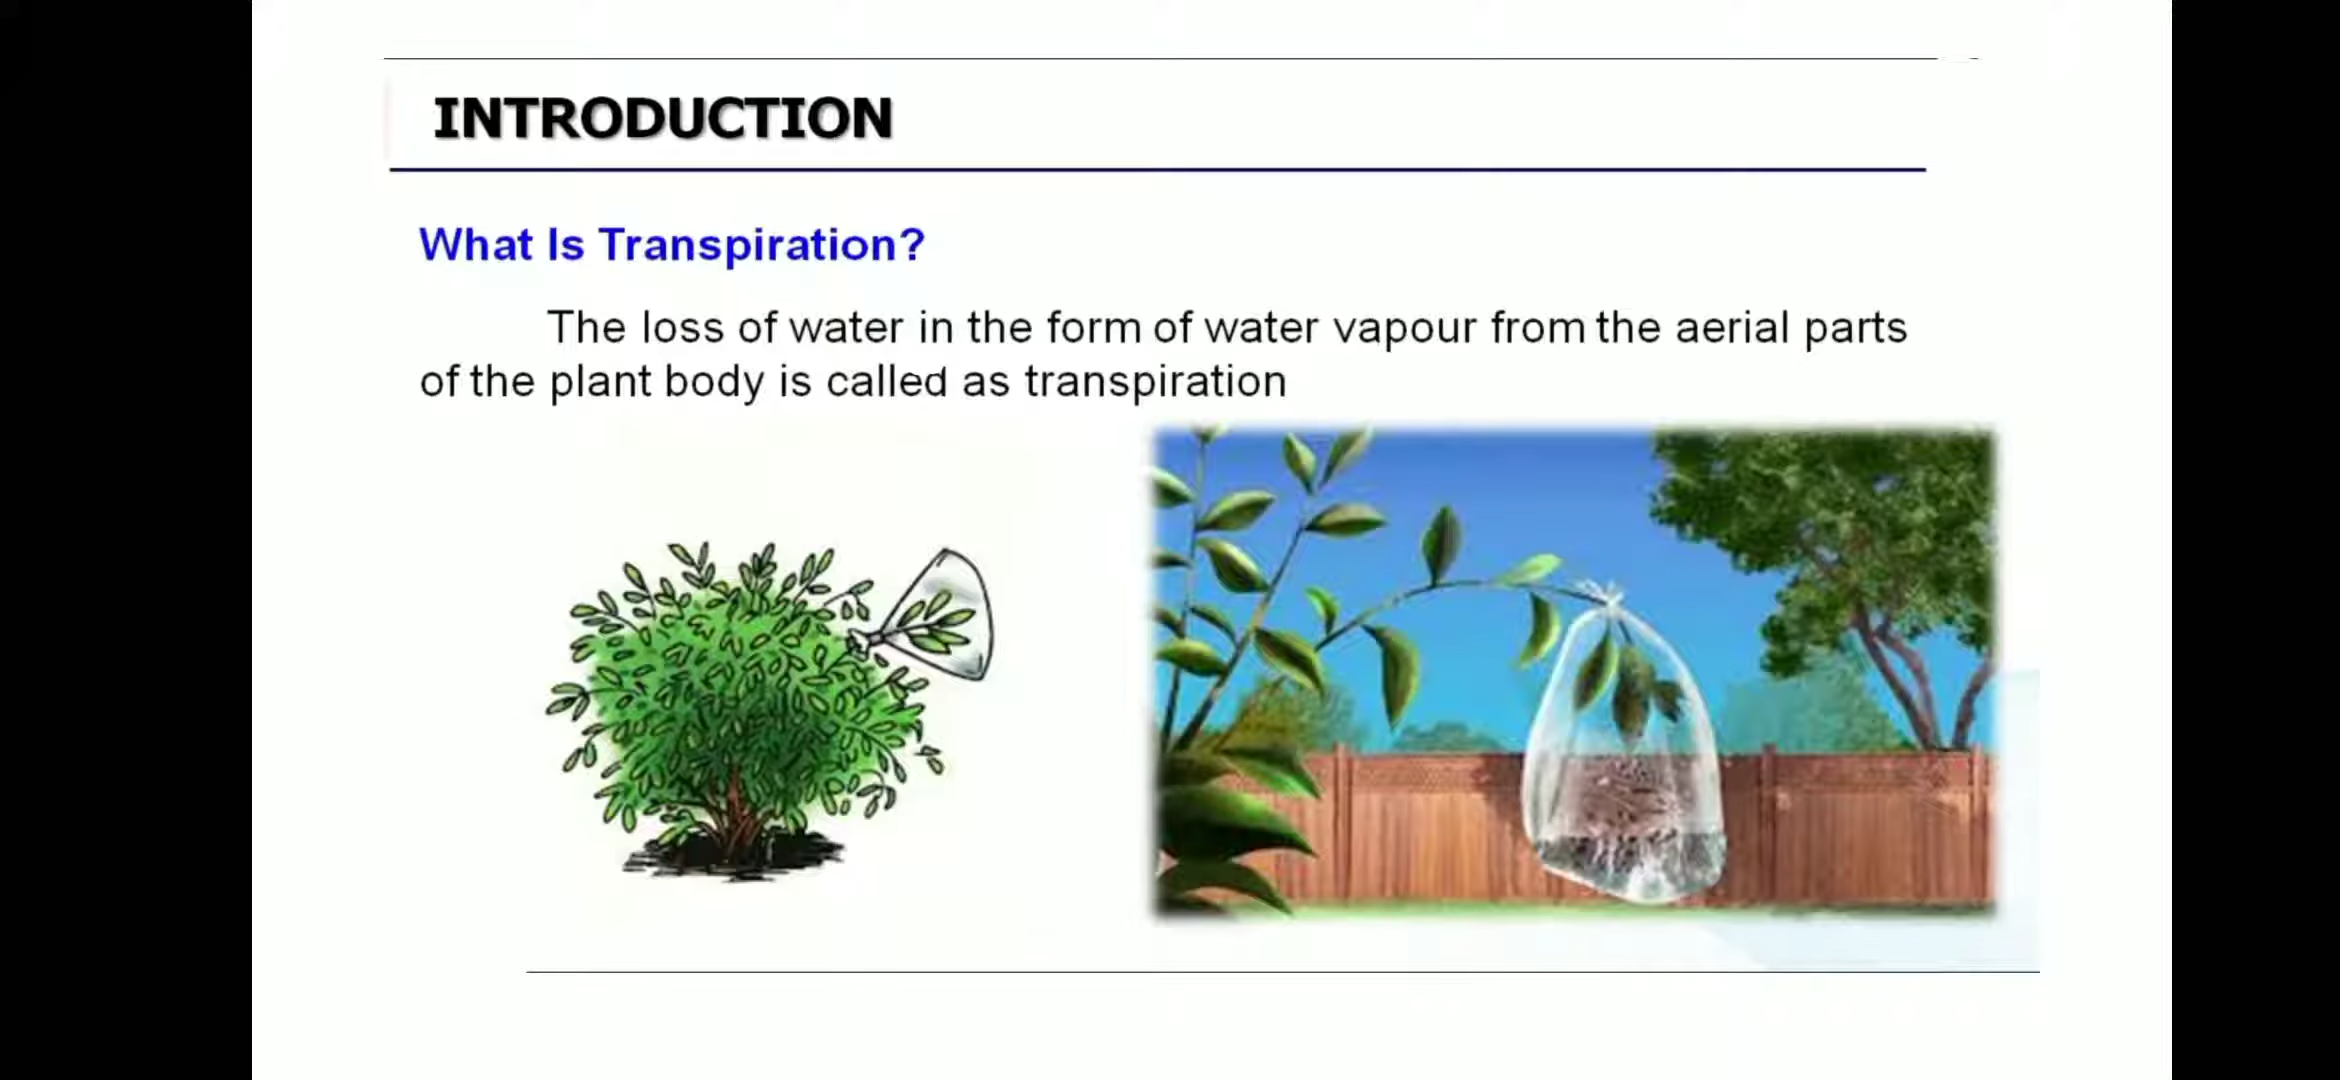 INTRODUCTION
What Is Transpiration?
The loss of water in the form of water vapour from the aerial parts
of the plant body is called as transpiration